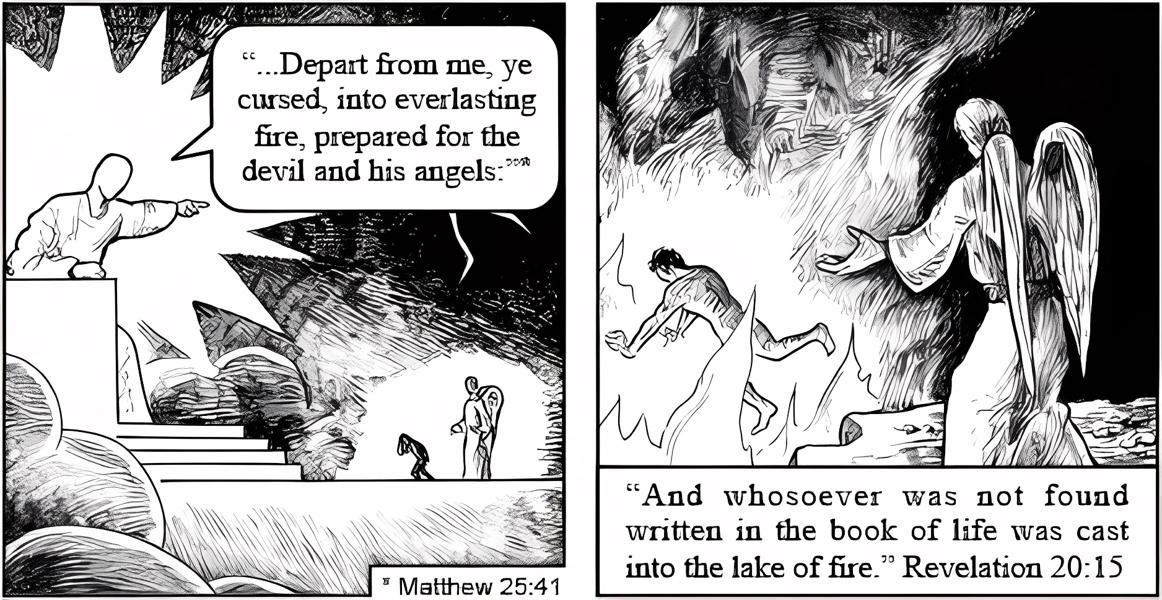 “...Depart from me, ye
cursed, into everlasting
fire, prepared for the
devil and his angels:”
Matthew 25:41
“And whosoever was not found
written in the book of life was cast
into the lake of fire.” Revelation 20:15